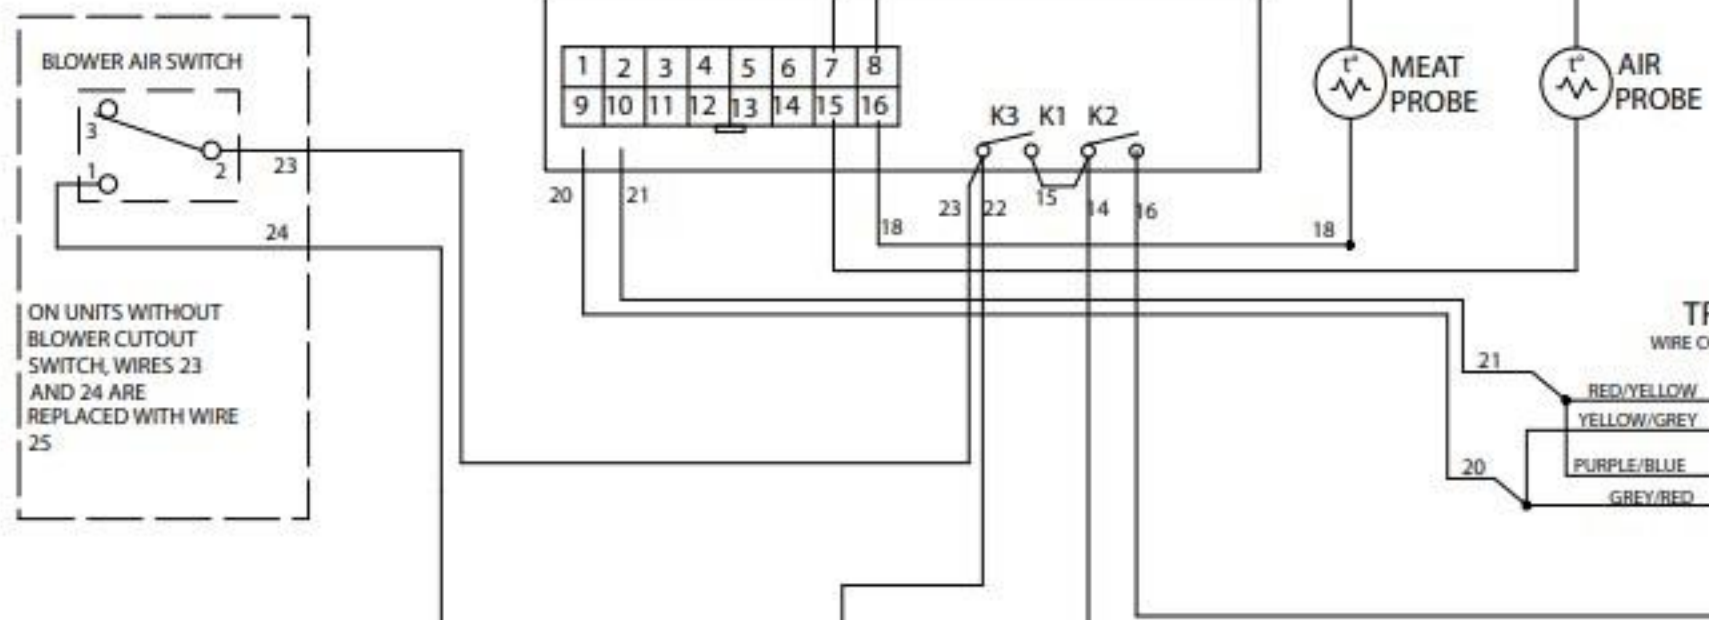 BLOWER AIR SWITCH
3
1
2
23
24
ON UNITS WITHOUT
BLOWER CUTOUT
SWITCH, WIRES 23
AND 24 ARE
REPLACED WITH WIRE
25
1 2 3 4 5 6 7 8
9 10 11 12 13 14 15 16
20
21
K3 K1 K2
23
22
15
14
16
18
18
t°
MEAT
PROBE
t°
AIR
PROBE
21
20
WIRE
RED/YELLOW
YELLOW/GREY
PURPLE/BLUE
GREY/RED